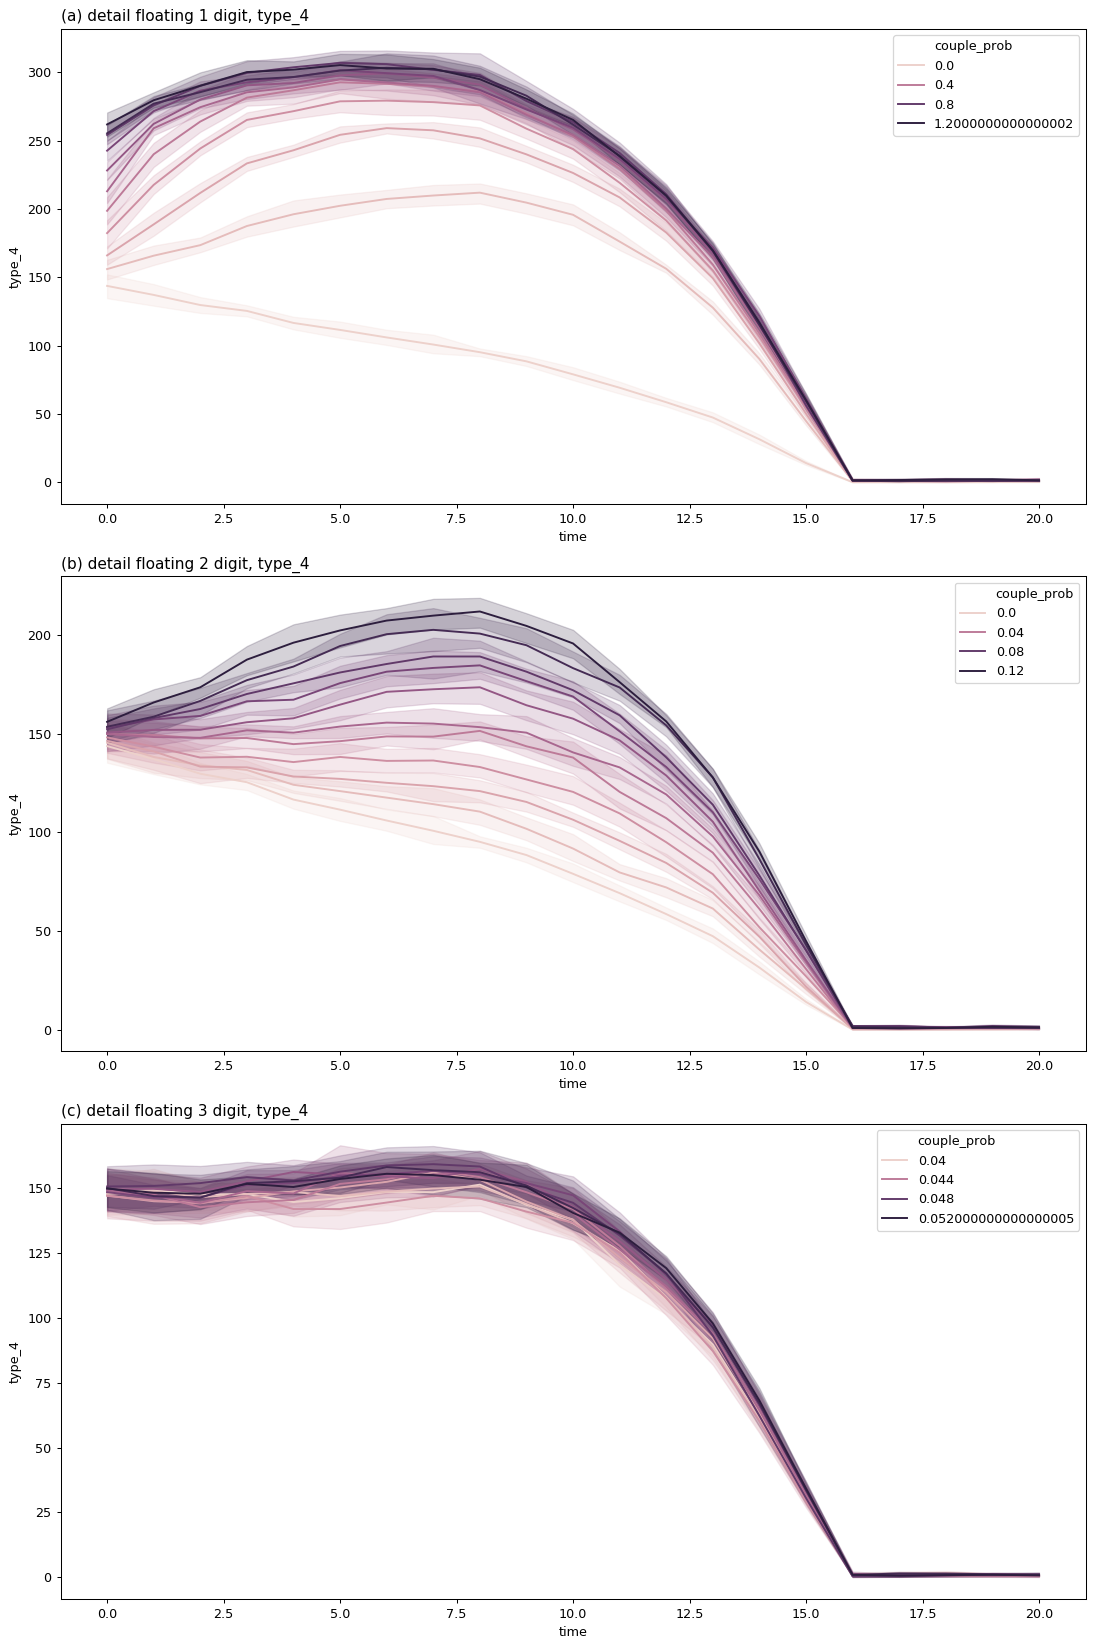 (a) detail floating 1 digit, type_4
couple_prob
0.0
0.4
0.8
1.2000000000000002
300
250
200
150
100
50
0
type_4
0.0 2.5 5.0 7.5 10.0 12.5 15.0 17.5 20.0
time
(b) detail floating 2 digit, type_4
couple_prob
0.0
0.04
0.08
0.12
200
150
100
50
0
type_4
0.0 2.5 5.0 7.5 10.0 12.5 15.0 17.5 20.0
time
(c) detail floating 3 digit, type_4
couple_prob
0.04
0.044
0.048
0.052000000000000005
150
125
100
75
50
25
0
type_4
0.0 2.5 5.0 7.5 10.0 12.5 15.0 17.5 20.0
time